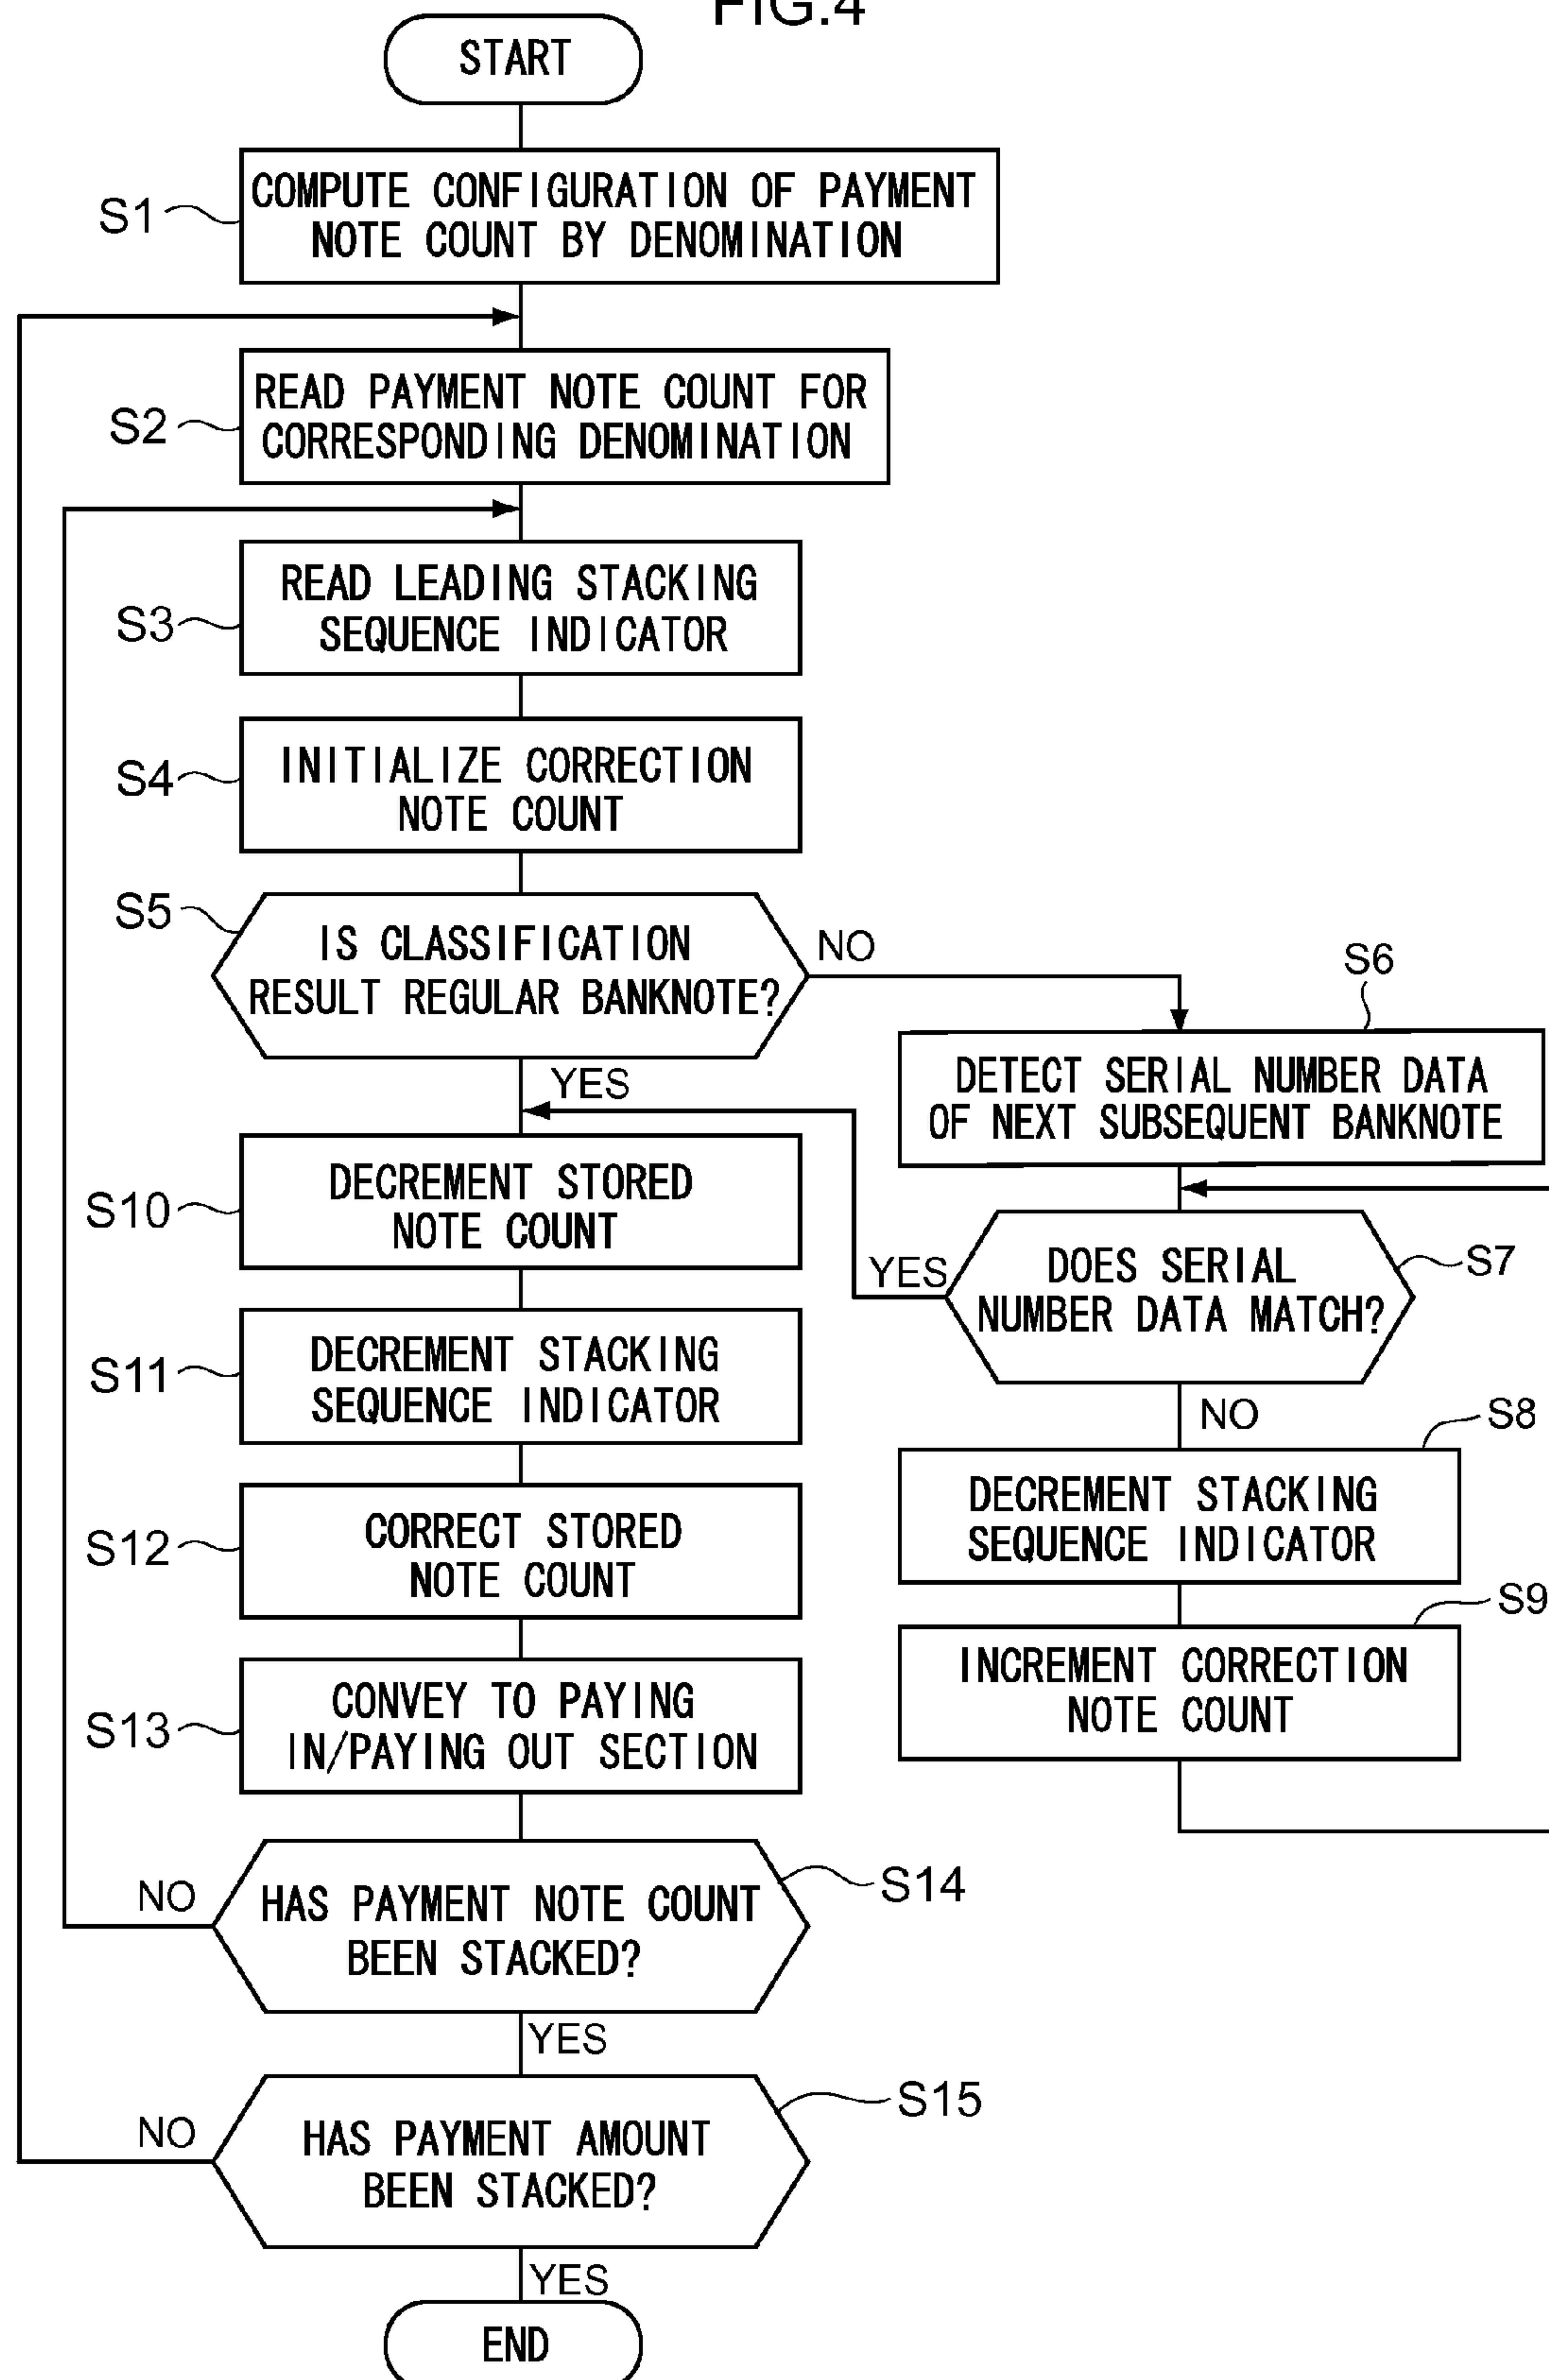 FIG.4
START
S1
COMPUTE CONFIGURATION OF PAYMENT
NOTE COUNT BY DENOMINATION
S2
READ PAYMENT NOTE COUNT FOR
CORRESPONDING DENOMINATION
S3
READ LEADING STACKING
SEQUENCE INDICATOR
S4
INITIALIZE CORRECTION
NOTE COUNT
S5
IS CLASSIFICATION
RESULT REGULAR BANKNOTE?
NO
YES
S6
DETECT SERIAL NUMBER DATA
OF NEXT SUBSEQUENT BANKNOTE
S7
DOES SERIAL
NUMBER DATA MATCH?
YES
NO
S8
DECREMENT STACKING
SEQUENCE INDICATOR
S9
INCREMENT CORRECTION
NOTE COUNT
S10
DECREMENT STORED
NOTE COUNT
S11
DECREMENT STACKING
SEQUENCE INDICATOR
S12
CORRECT STORED
NOTE COUNT
S13
CONVEY TO PAYING
IN/PAYING OUT SECTION
S14
HAS PAYMENT NOTE COUNT
BEEN STACKED?
NO
YES
S15
HAS PAYMENT AMOUNT
BEEN STACKED?
NO
YES
END